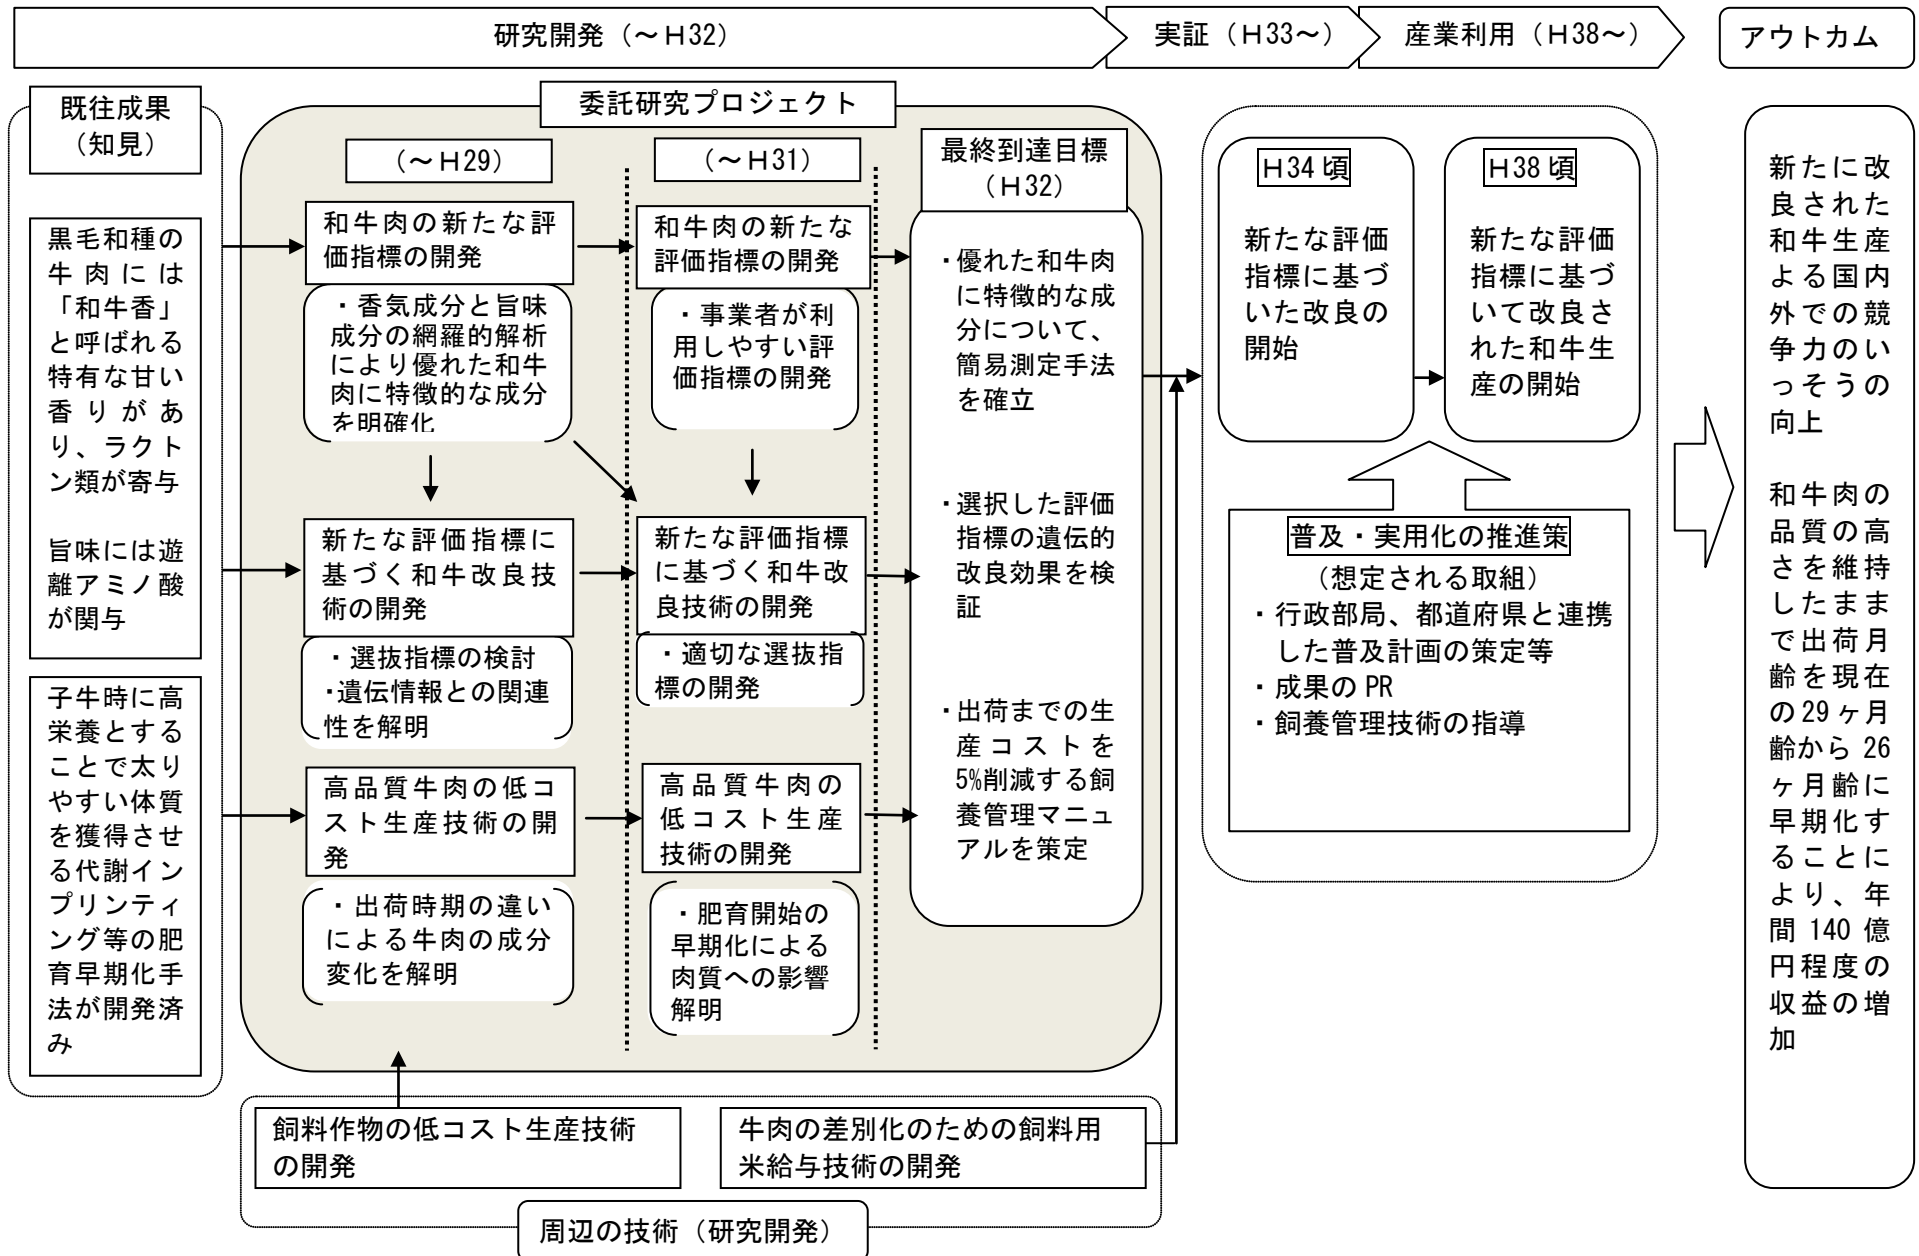 研究開発（～Ｈ32）
実証（Ｈ33～）
産業利用（Ｈ38～）
アウトカム
既往成果
（知見）
黒毛和種の
牛肉には
「和牛香」
と呼ばれる
特有な甘い
香りがあ
り、ラクト
ン類が寄与
旨味には遊
離アミノ酸
が関与
子牛時に高
栄養とする
ことで太り
やすい体質
を獲得させ
る代謝イン
プリンティ
ング等の肥
育早期化手
法が開発済
み
委託研究プロジェクト
（～Ｈ29）
和牛肉の新たな評
価指標の開発
・香気成分と旨味
成分の網羅的解析
により優れた和牛
肉に特徴的な成分
を明確化
新たな評価指標に
基づく和牛改良技
術の開発
・選抜指標の検討
・遺伝情報との関連
性を解明
高品質牛肉の低コ
スト生産技術の開
発
・出荷時期の違い
による牛肉の成分
変化を解明
（～Ｈ31）
和牛肉の新たな
評価指標の開発
・事業者が利
用しやすい評
価指標の開発
新たな評価指標
に基づく和牛改
良技術の開発
・適切な選抜指
標の開発
高品質牛肉の
低コスト生産
技術の開発
・肥育開始の
早期化による
肉質への影響
解明
最終到達目標
（Ｈ32）
・優れた和牛肉
に特徴的な成
分について、
簡易測定手法
を確立
・選択した評価
指標の遺伝的
改良効果を検
証
・出荷までの生
産コストを
5%削減する飼
養管理マニュ
アルを策定
Ｈ34 頃
新たな評価
指標に基づ
いた改良の
開始
Ｈ38 頃
新たな評価
指標に基づ
いて改良さ
れた和牛生
産の開始
普及・実用化の推進策
（想定される取組）
・行政部局、都道府県と連携
した普及計画の策定等
・成果の PR
・飼養管理技術の指導
新たに改
良された
和牛生産
よる国内
外での競
争力のい
っそうの
向上
和牛肉の
品質の高
さを維持
したまま
で出荷月
齢を現在
の 29 ヶ月
齢から 26
ヶ月齢に
早期化す
ることに
より、年
間 140 億
円程度の
収益の増
加
飼料作物の低コスト生産技術
の開発
牛肉の差別化のための飼料用
米給与技術の開発
周辺の技術（研究開発）